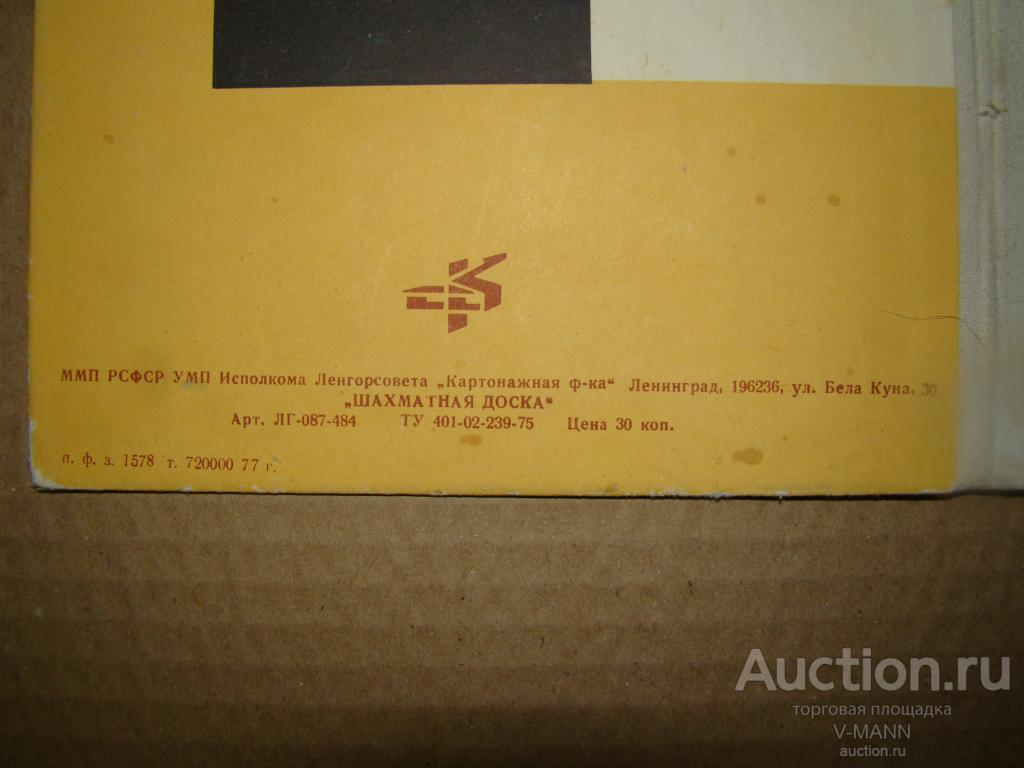 ММП РСФСР УМП Исполкома Ленгорсовета „Картонажная ф-ка“ Ленинград, 196236, ул. Бела Куна, 30
„ШАХМАТНАЯ ДОСКА“
Арт. ЛГ-087-484 ТУ 401-02-239-75 Цена 30 коп.
п. ф. з. 1578 т. 720000 77 г.
Auction.ru
торговая площадка
V-MANN
auction.ru